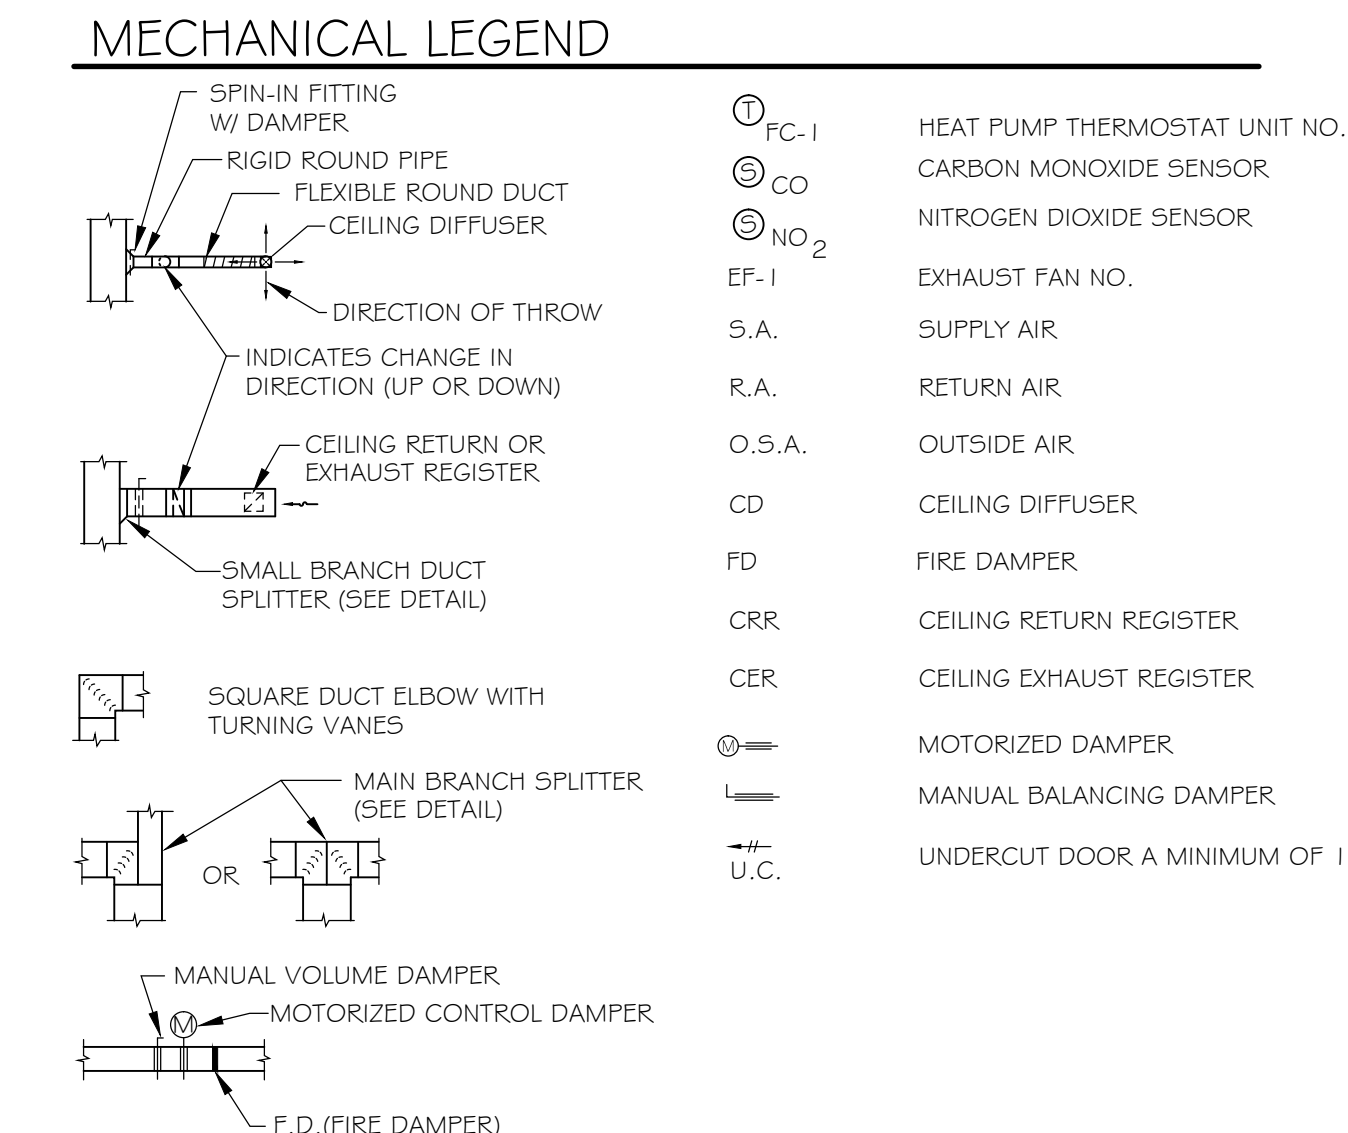 MECHANICAL LEGEND
SPIN-IN FITTING
W/ DAMPER
RIGID ROUND PIPE
FLEXIBLE ROUND DUCT
CEILING DIFFUSER
DIRECTION OF THROW
INDICATES CHANGE IN
DIRECTION (UP OR DOWN)
CEILING RETURN OR
EXHAUST REGISTER
SMALL BRANCH DUCT
SPLITTER (SEE DETAIL)
SQUARE DUCT ELBOW WITH
TURNING VANES
MAIN BRANCH SPLITTER
(SEE DETAIL)
OR
MANUAL VOLUME DAMPER
M MOTORIZED CONTROL DAMPER
F.D.(FIRE DAMPER)
T FC-1 HEAT PUMP THERMOSTAT UNIT NO.
S CO CARBON MONOXIDE SENSOR
S NO2 NITROGEN DIOXIDE SENSOR
EF-1 EXHAUST FAN NO.
S.A. SUPPLY AIR
R.A. RETURN AIR
O.S.A. OUTSIDE AIR
CD CEILING DIFFUSER
FD FIRE DAMPER
CRR CEILING RETURN REGISTER
CER CEILING EXHAUST REGISTER
M MOTORIZED DAMPER
MANUAL BALANCING DAMPER
U.C. UNDERCUT DOOR A MINIMUM OF 1